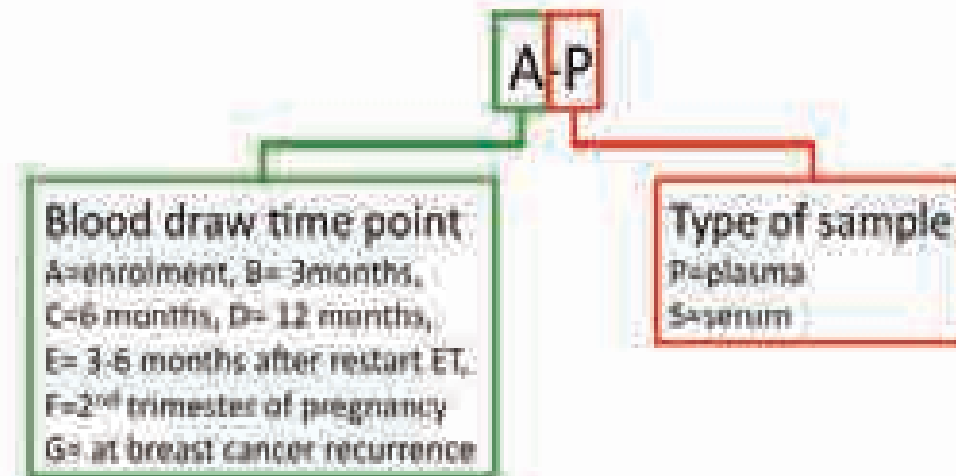 A-P
Blood draw time point
A=enrolment, B= 3months,
C=6 months, D= 12 months,
E= 3-6 months after restart ET,
F=2nd trimester of pregnancy
G= at breast cancer recurrence
Type of sample
P=plasma
S=serum